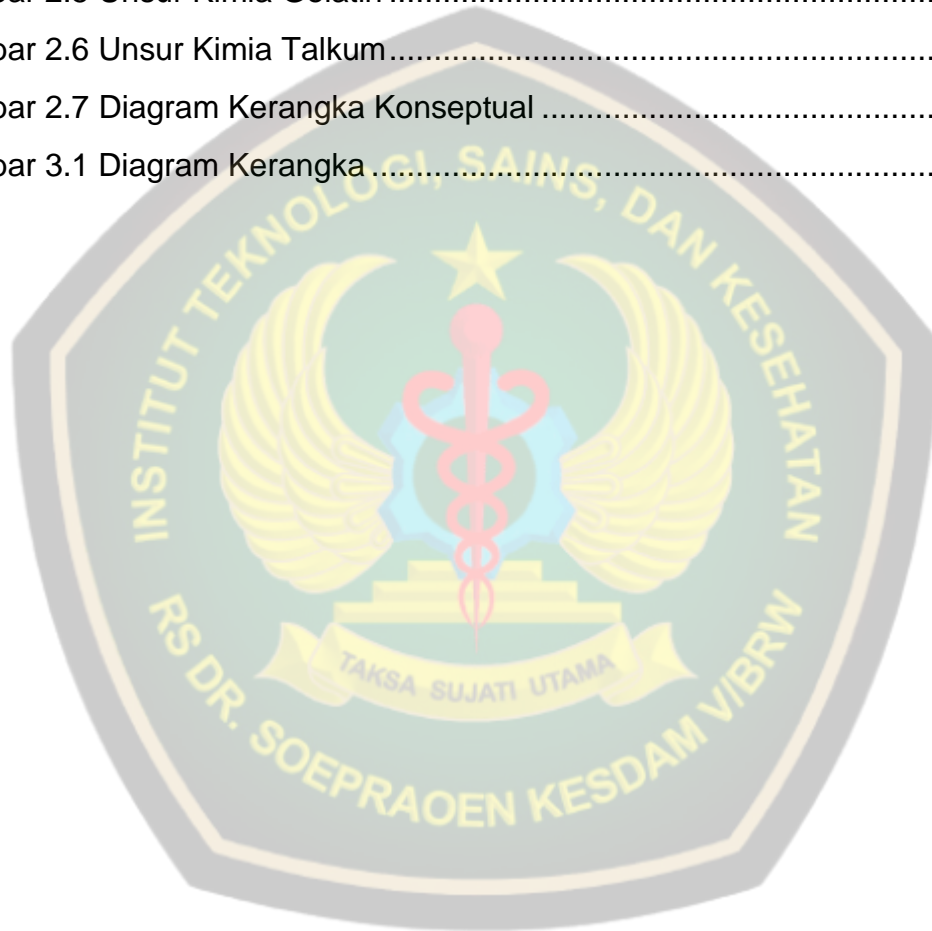 bar 2.6 Unsur Kimia Talkum
bar 2.7 Diagram Kerangka Konseptual
bar 3.1 Diagram Kerangka
INSTITUT TEKNOLOGI, SAINS, DAN KESEHATAN
TAKSA SUJATI UTAMA
RS DR. SOEPRAOEN KESDAM V/BRW